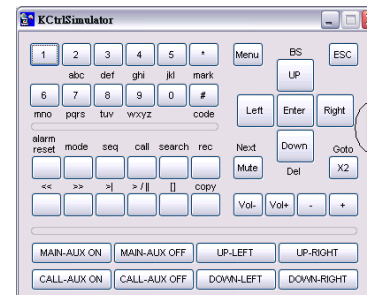 KCtrlSimulator
1 2 3 4 5 * Menu BS ESC
abc def ghi jkl mark UP
6 7 8 9 0 # Left Enter Right
mno pqrs tuv wxyz code
alarm reset mode seq call search rec Next Down Goto
Mute Del X2
<< >> >| > / || [] copy
Vol- Vol+ - +
MAIN-AUX ON MAIN-AUX OFF UP-LEFT UP-RIGHT
CALL-AUX ON CALL-AUX OFF DOWN-LEFT DOWN-RIGHT